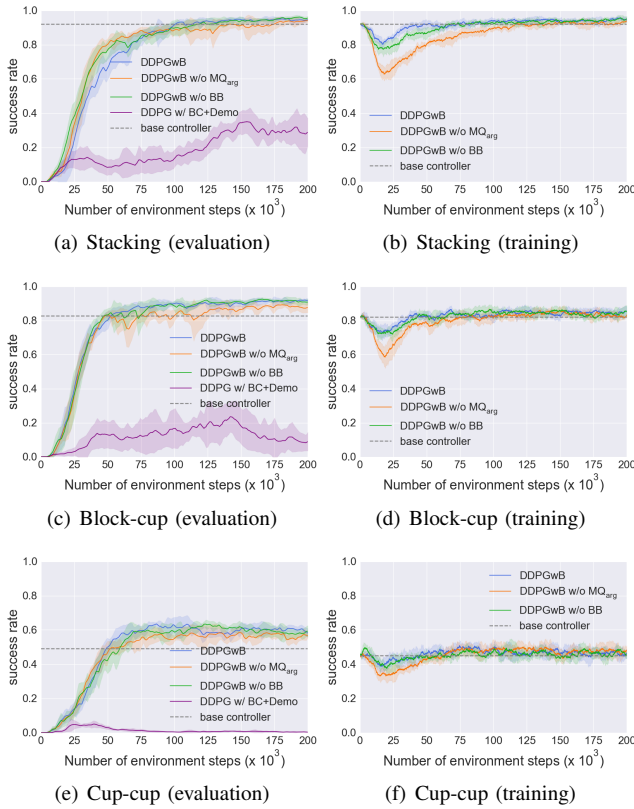 1.0
0.8
0.6
0.4
0.2
0.0
success rate
DDPGwB
DDPGwB w/o MQarg
DDPGwB w/o BB
DDPG w/ BC+Demo
base controller
0 25 50 75 100 125 150 175 200
Number of environment steps (x 10^3)
(a) Stacking (evaluation)
1.0
0.8
0.6
0.4
0.2
0.0
success rate
DDPGwB
DDPGwB w/o MQarg
DDPGwB w/o BB
base controller
0 25 50 75 100 125 150 175 200
Number of environment steps (x 10^3)
(b) Stacking (training)
1.0
0.8
0.6
0.4
0.2
0.0
success rate
DDPGwB
DDPGwB w/o MQarg
DDPGwB w/o BB
DDPG w/ BC+Demo
base controller
0 25 50 75 100 125 150 175 200
Number of environment steps (x 10^3)
(c) Block-cup (evaluation)
1.0
0.8
0.6
0.4
0.2
0.0
success rate
DDPGwB
DDPGwB w/o MQarg
DDPGwB w/o BB
base controller
0 25 50 75 100 125 150 175 200
Number of environment steps (x 10^3)
(d) Block-cup (training)
1.0
0.8
0.6
0.4
0.2
0.0
success rate
DDPGwB
DDPGwB w/o MQarg
DDPGwB w/o BB
DDPG w/ BC+Demo
base controller
0 25 50 75 100 125 150 175 200
Number of environment steps (x 10^3)
(e) Cup-cup (evaluation)
1.0
0.8
0.6
0.4
0.2
0.0
success rate
DDPGwB
DDPGwB w/o MQarg
DDPGwB w/o BB
base controller
0 25 50 75 100 125 150 175 200
Number of environment steps (x 10^3)
(f) Cup-cup (training)